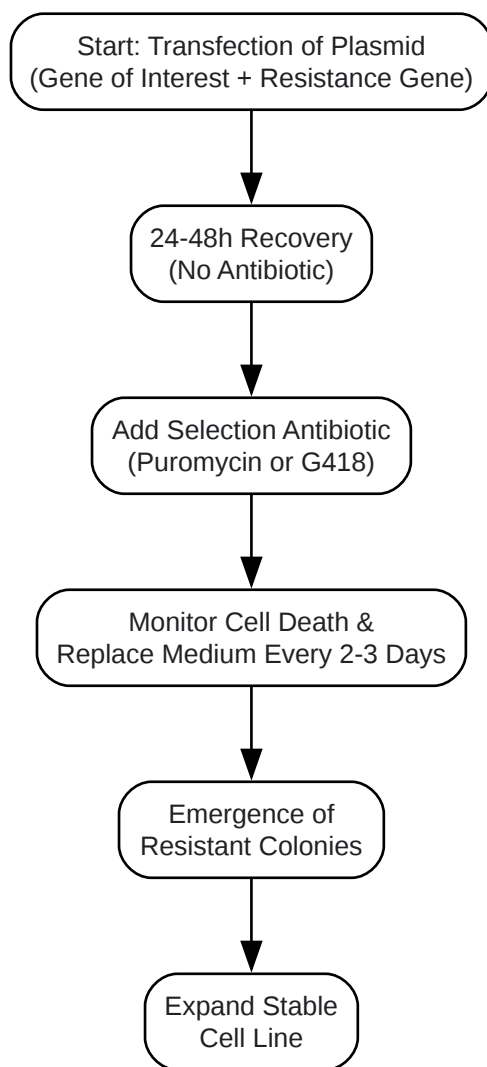 Start: Transfection of Plasmid
(Gene of Interest + Resistance Gene)
24-48h Recovery
(No Antibiotic)
Add Selection Antibiotic
(Puromycin or G418)
Monitor Cell Death &
Replace Medium Every 2-3 Days
Emergence of
Resistant Colonies
Expand Stable
Cell Line